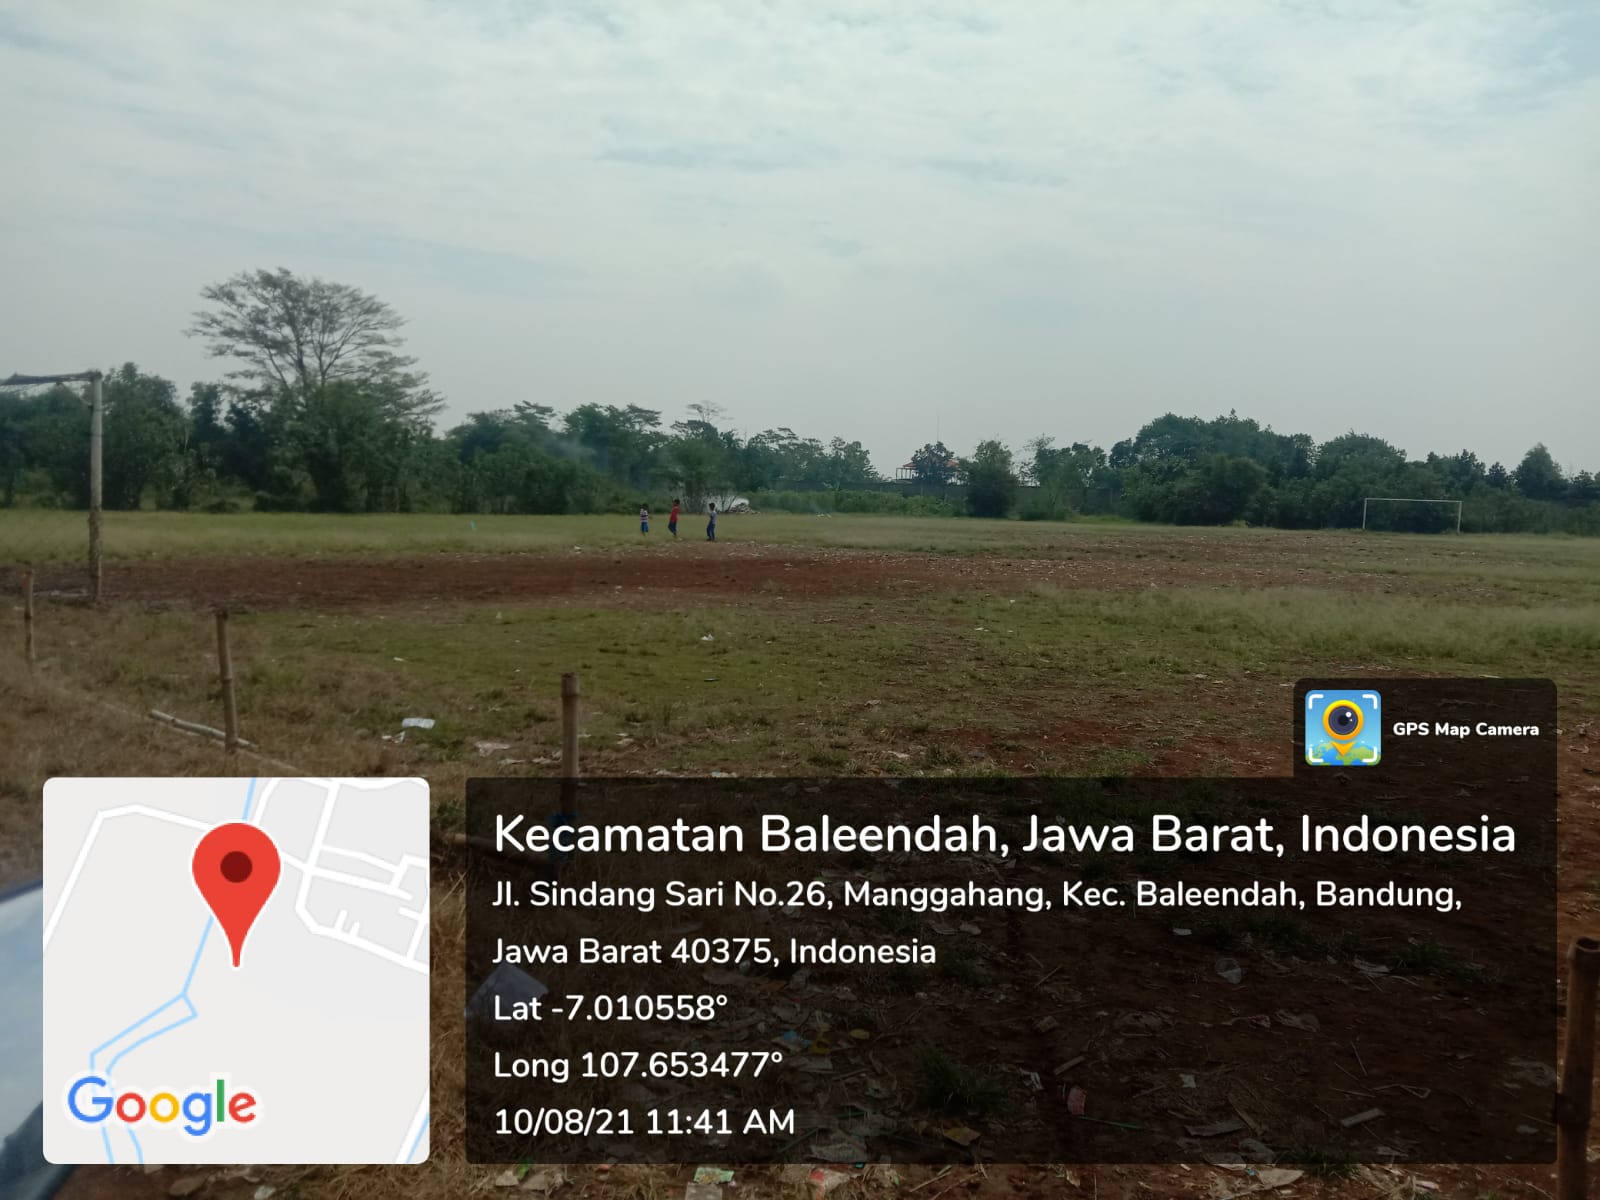 GPS Map Camera
Kecamatan Baleendah, Jawa Barat, Indonesia
Jl. Sindang Sari No.26, Manggahang, Kec. Baleendah, Bandung,
Jawa Barat 40375, Indonesia
Lat -7.010558°
Long 107.653477°
10/08/21 11:41 AM
Google